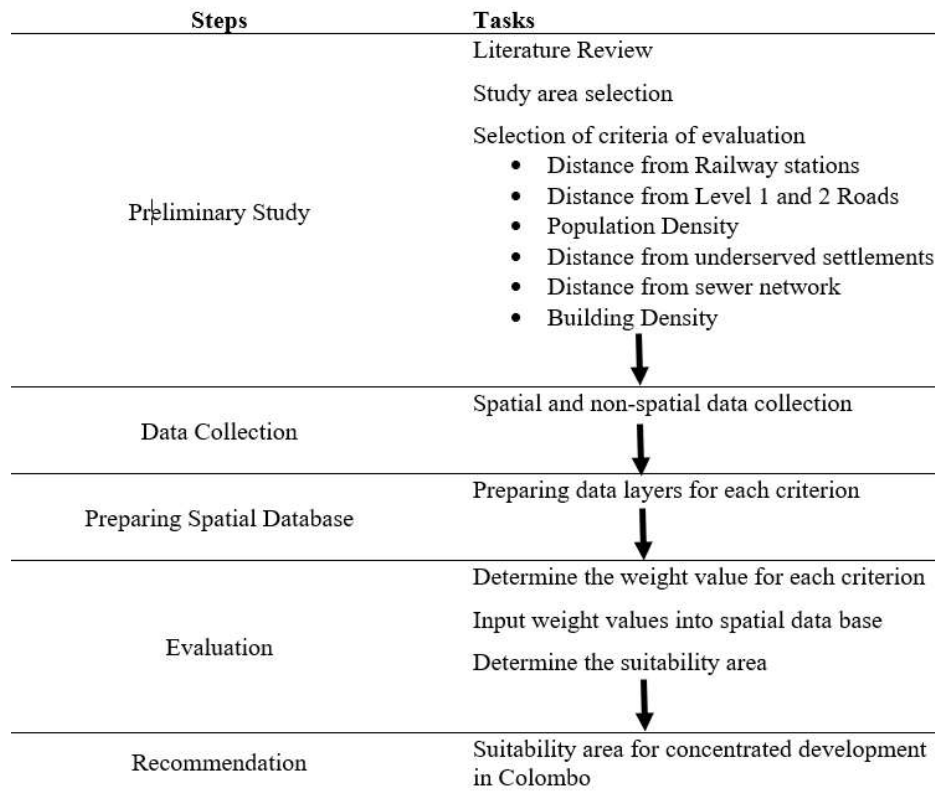 Steps Tasks
Literature Review
Study area selection
Selection of criteria of evaluation
• Distance from Railway stations
• Distance from Level 1 and 2 Roads
Preliminary Study
• Population Density
• Distance from underserved settlements
• Distance from sewer network
• Building Density
Data Collection
Spatial and non-spatial data collection
Preparing Spatial Database
Preparing data layers for each criterion
Evaluation
Determine the weight value for each criterion
Input weight values into spatial data base
Determine the suitability area
Recommendation
Suitability area for concentrated development
in Colombo